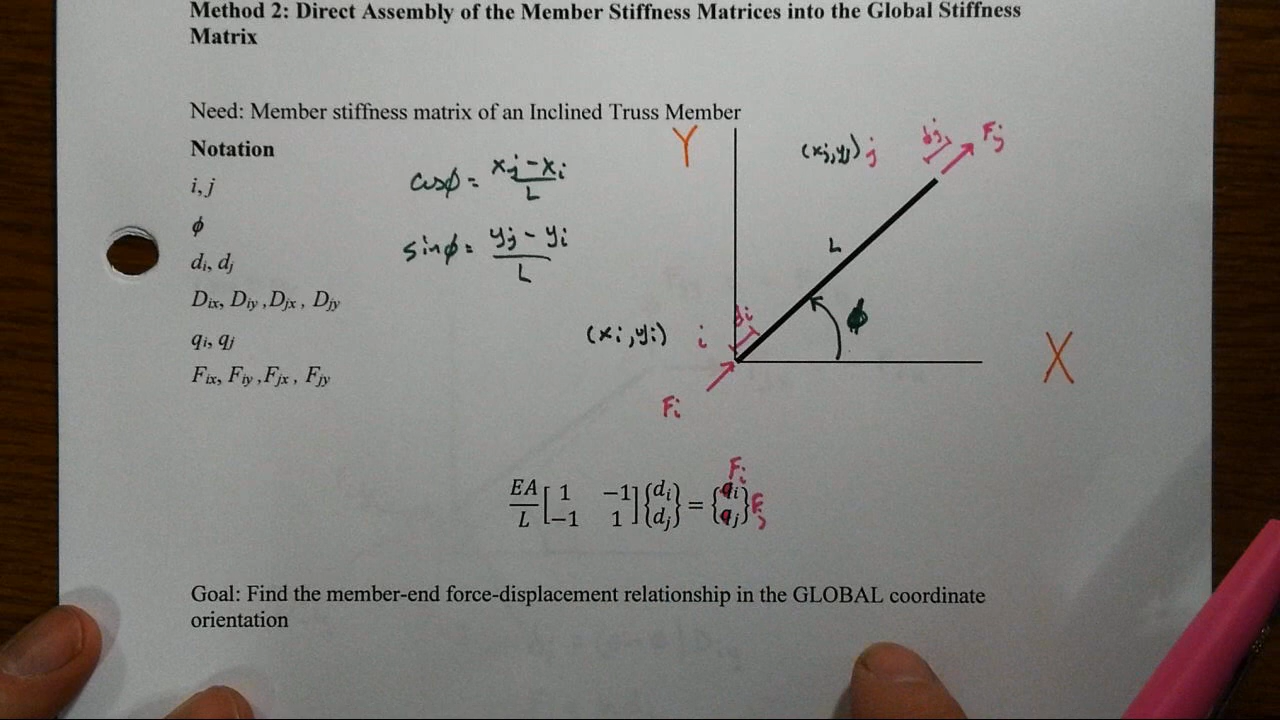 Method 2: Direct Assembly of the Member Stiffness Matrices into the Global Stiffness
Matrix
Need: Member stiffness matrix of an Inclined Truss Member
Notation
i, j
ϕ
dᵢ, dⱼ
Dix, Diy ,Djx , Djy
qᵢ, qⱼ
Fix, Fiy ,Fjx , Fjy
cosϕ = xj - xi / L
sinϕ = yj - yi / L
Y
(xj,yj) j
dj
Fj
L
ϕ
di
(xi,yi) i
X
Fi
Fi
EA/L [1 −1; −1 1] {di; dj} = {qi; qj} Fj
Goal: Find the member-end force-displacement relationship in the GLOBAL coordinate
orientation